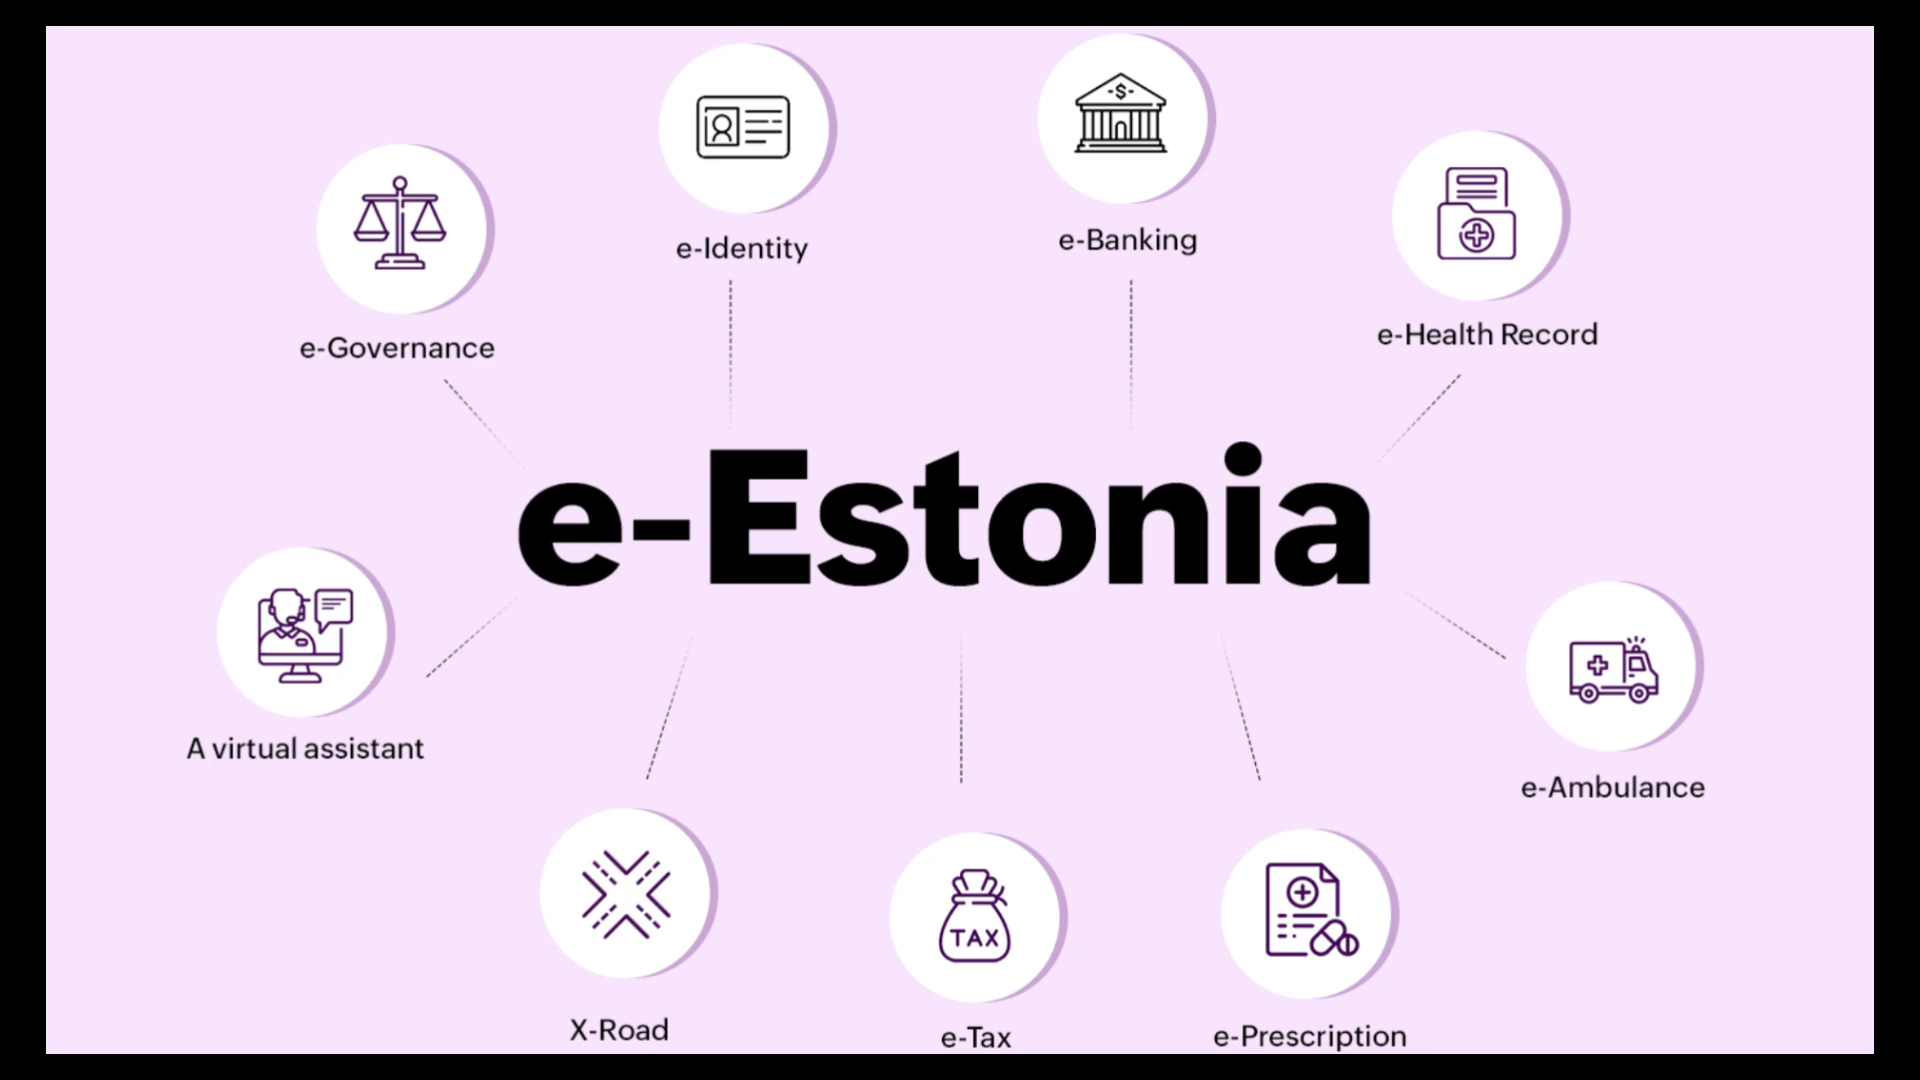 -$-
e-Identity
e-Banking
e-Governance
e-Health Record
e-Estonia
A virtual assistant
e-Ambulance
TAX
X-Road
e-Tax
e-Prescription